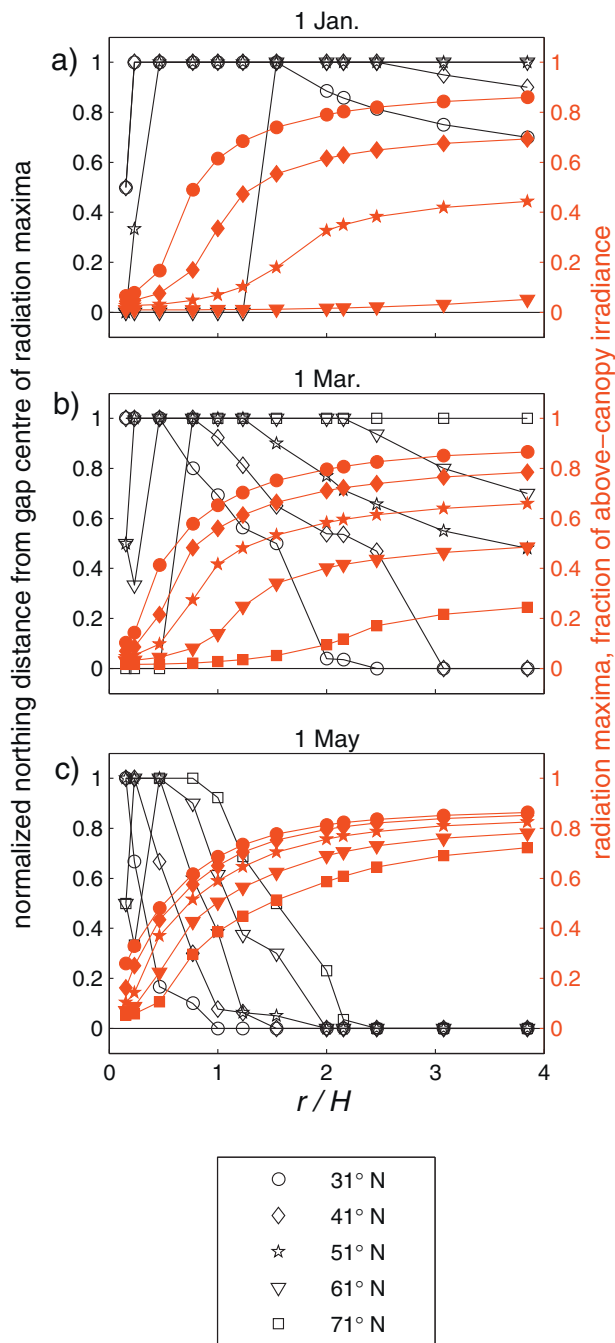 1 Jan.
a)
1
0.8
0.6
0.4
0.2
0
1
0.8
0.6
0.4
0.2
0
1 Mar.
b)
1
0.8
0.6
0.4
0.2
0
1
0.8
0.6
0.4
0.2
0
1 May
c)
1
0.8
0.6
0.4
0.2
0
1
0.8
0.6
0.4
0.2
0
0 1 2 3 4
r / H
normalized northing distance from gap centre of radiation maxima
radiation maxima, fraction of above−canopy irradiance
31° N
41° N
51° N
61° N
71° N